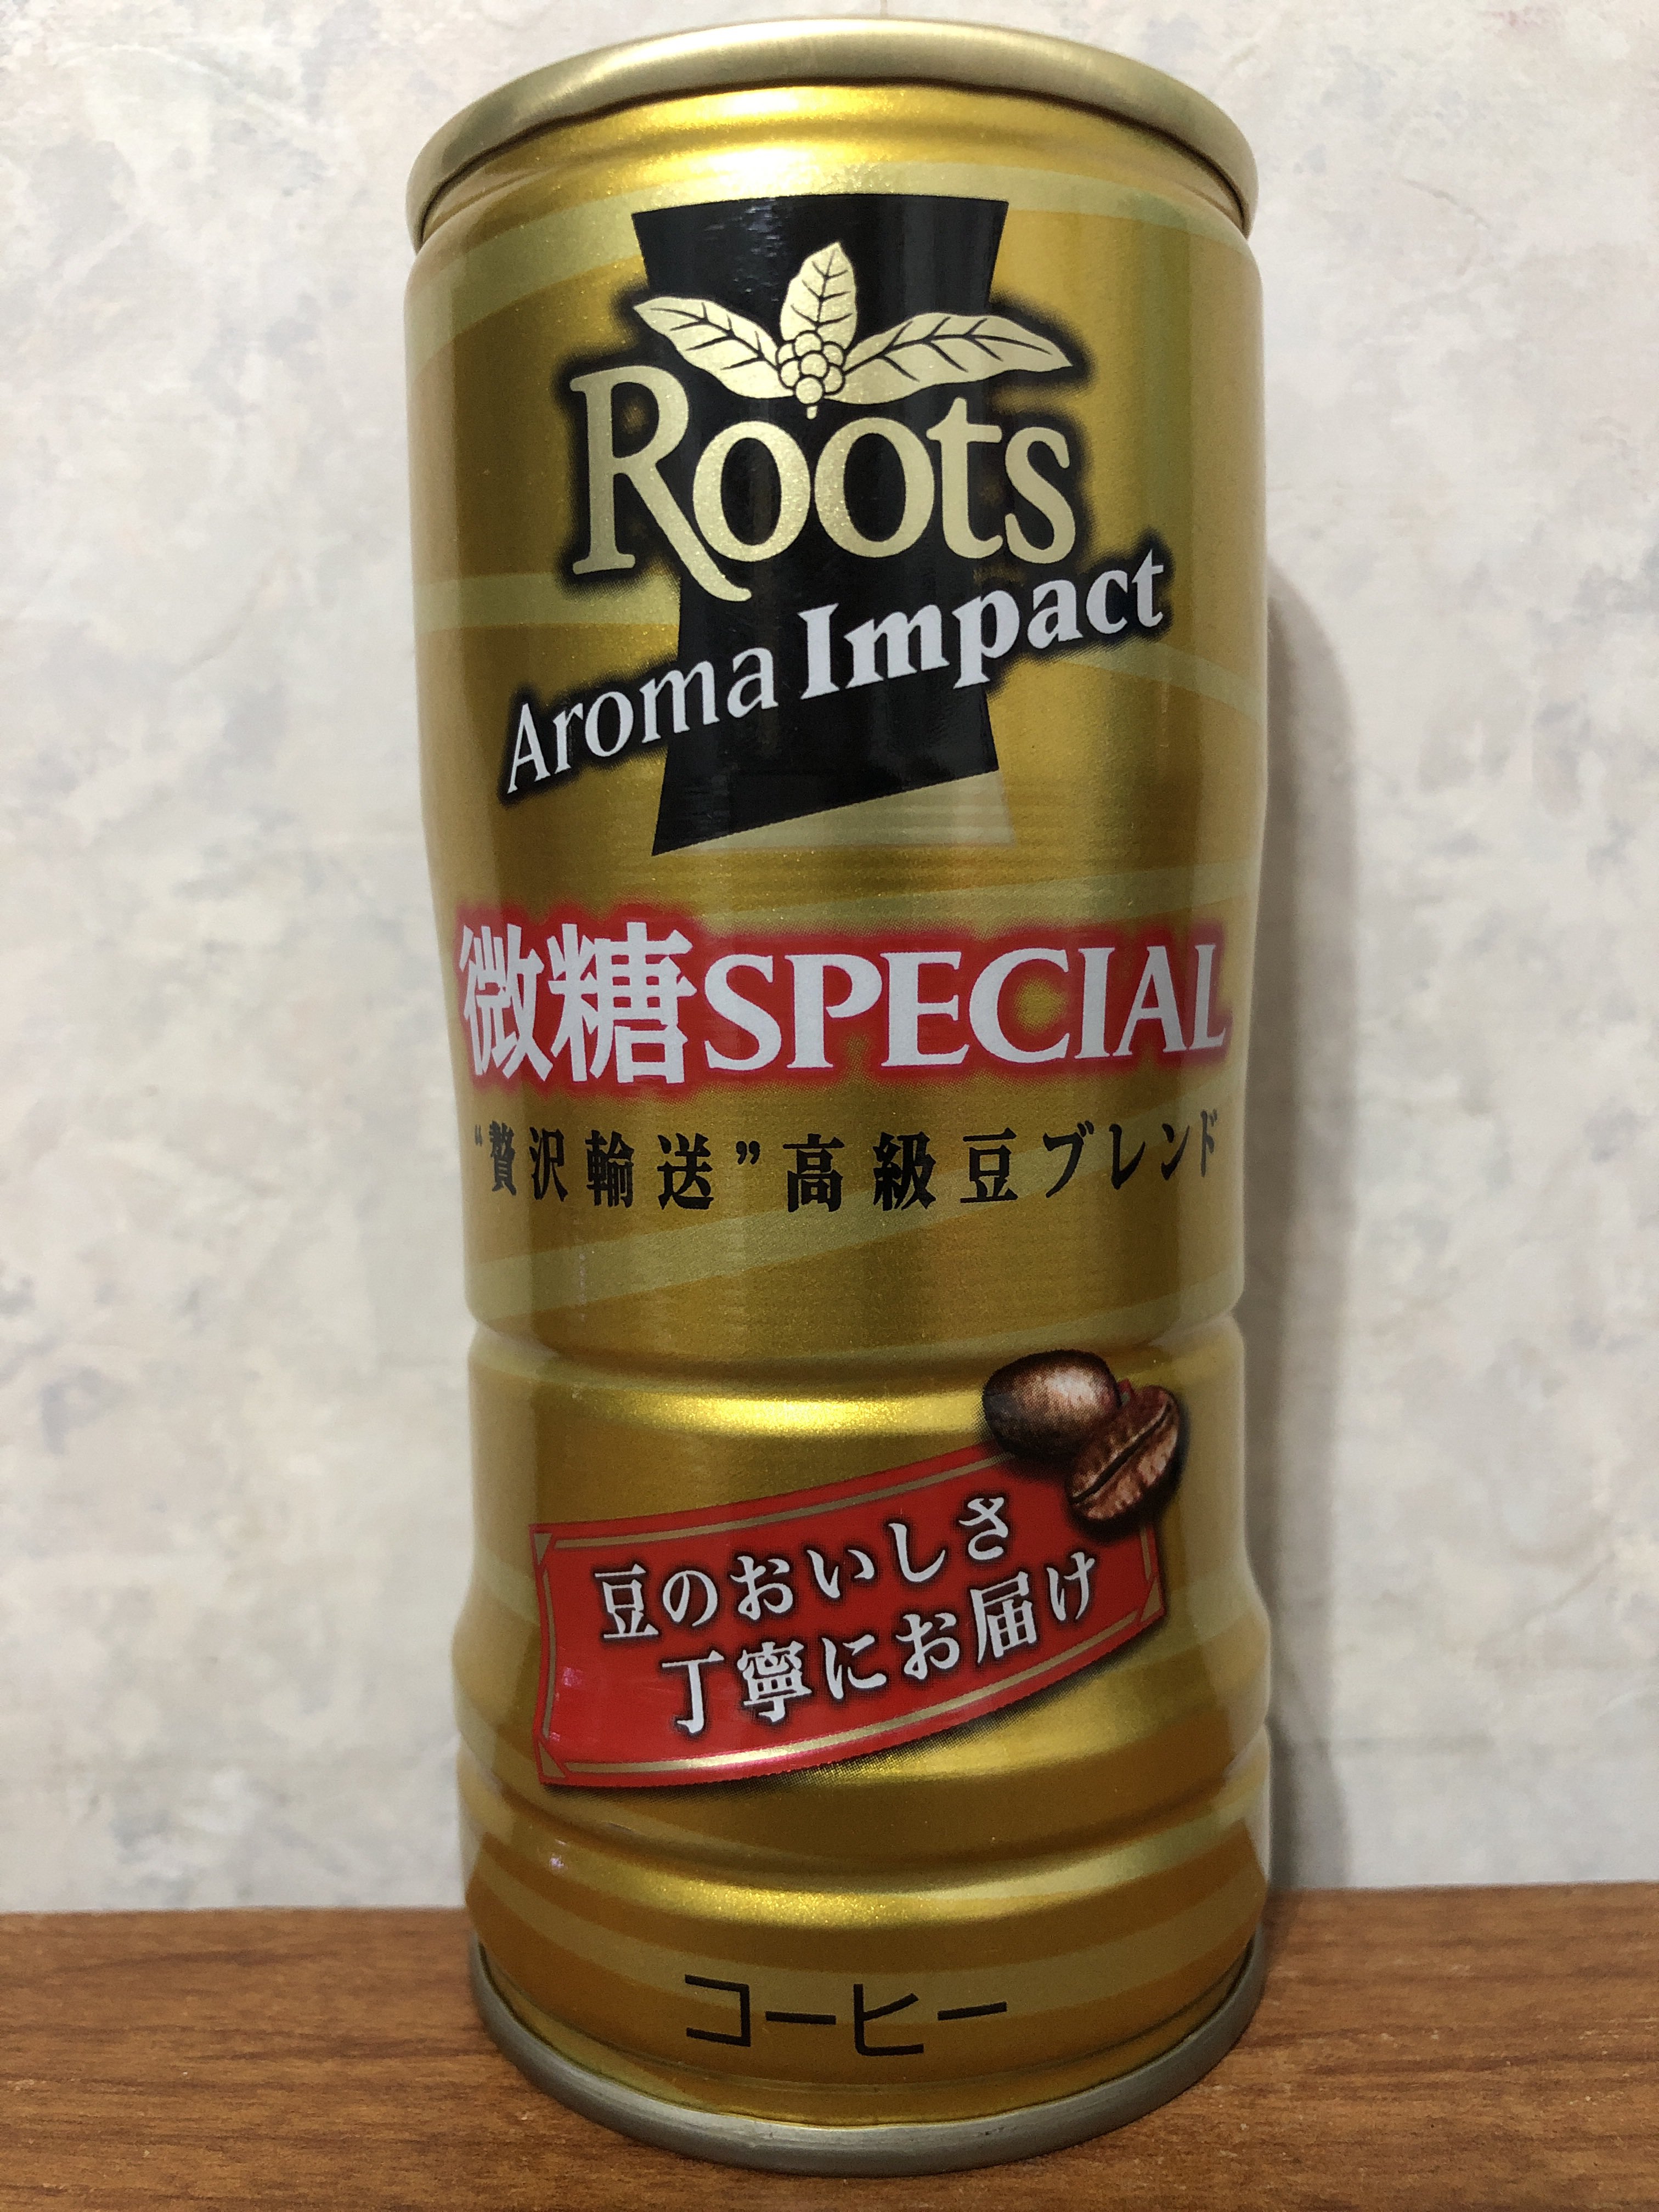 Roots
Aroma Impact
微糖SPECIAL
“贅沢輸送”高級豆ブレンド
豆のおいしさ
丁寧にお届け
コーヒー